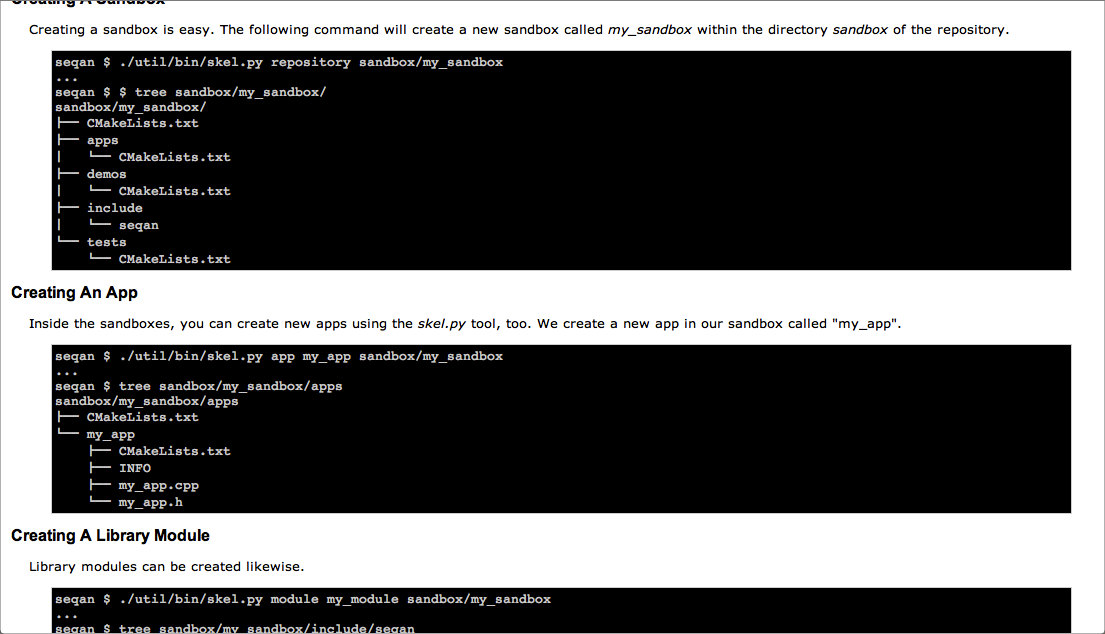 Creating A Sandbox
Creating a sandbox is easy. The following command will create a new sandbox called my_sandbox within the directory sandbox of the repository.
seqan $ ./util/bin/skel.py repository sandbox/my_sandbox
...
seqan $ $ tree sandbox/my_sandbox/
sandbox/my_sandbox/
├── CMakeLists.txt
├── apps
│   └── CMakeLists.txt
├── demos
│   └── CMakeLists.txt
├── include
│   └── seqan
└── tests
    └── CMakeLists.txt
Creating An App
Inside the sandboxes, you can create new apps using the skel.py tool, too. We create a new app in our sandbox called "my_app".
seqan $ ./util/bin/skel.py app my_app sandbox/my_sandbox
...
seqan $ tree sandbox/my_sandbox/apps
sandbox/my_sandbox/apps
├── CMakeLists.txt
└── my_app
    ├── CMakeLists.txt
    ├── INFO
    ├── my_app.cpp
    └── my_app.h
Creating A Library Module
Library modules can be created likewise.
seqan $ ./util/bin/skel.py module my_module sandbox/my_sandbox
...
seqan $ tree sandbox/my_sandbox/include/seqan